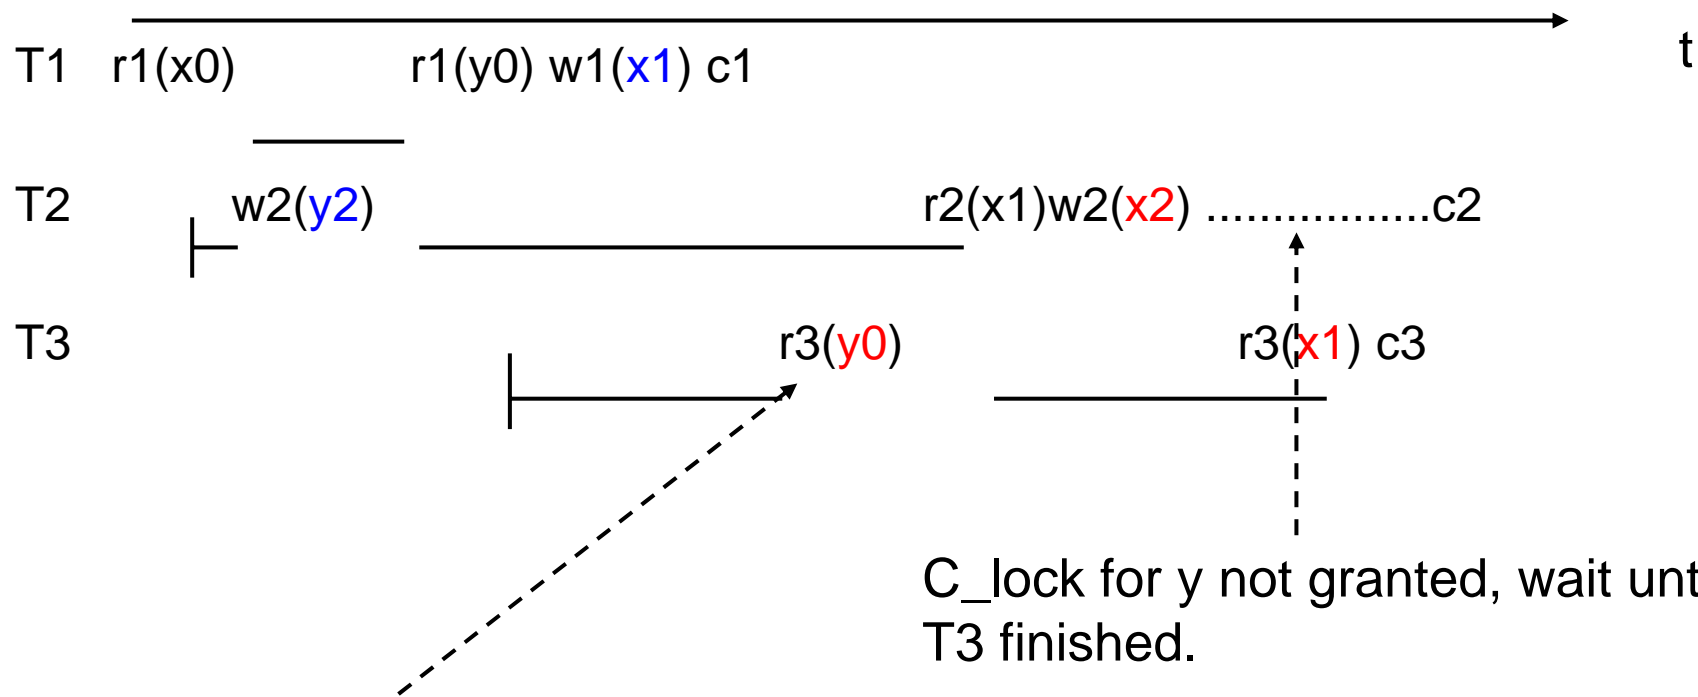 t
T1 r1(x0) r1(y0) w1(x1) c1
T2 w2(y2) r2(x1)w2(x2) .................c2
T3 r3(y0) r3(x1) c3
C_lock for y not granted, wait unt
T3 finished.